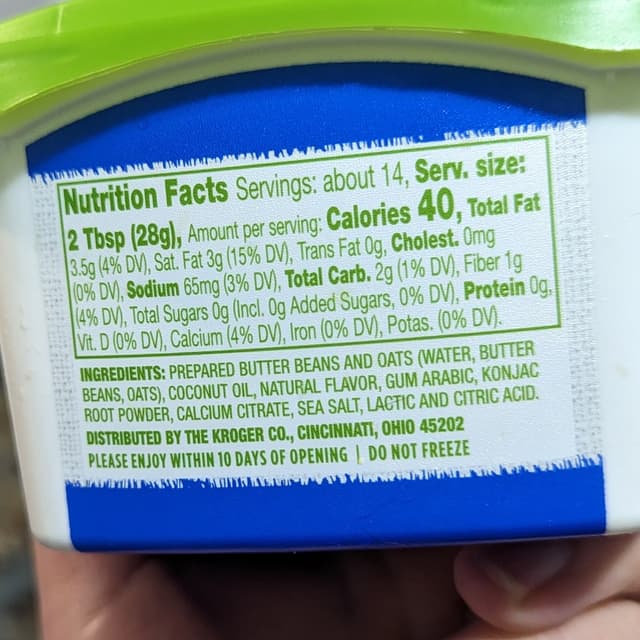 Nutrition Facts Servings: about 14, Serv. size:
2 Tbsp (28g), Amount per serving: Calories 40, Total Fat
3.5g (4% DV), Sat. Fat 3g (15% DV), Trans Fat 0g, Cholest. 0mg
(0% DV), Sodium 65mg (3% DV), Total Carb. 2g (1% DV), Fiber 1g
(4% DV), Total Sugars 0g (Incl. 0g Added Sugars, 0% DV), Protein 0g,
Vit. D (0% DV), Calcium (4% DV), Iron (0% DV), Potas. (0% DV).
INGREDIENTS: PREPARED BUTTER BEANS AND OATS (WATER, BUTTER
BEANS, OATS), COCONUT OIL, NATURAL FLAVOR, GUM ARABIC, KONJAC
ROOT POWDER, CALCIUM CITRATE, SEA SALT, LACTIC AND CITRIC ACID.
DISTRIBUTED BY THE KROGER CO., CINCINNATI, OHIO 45202
PLEASE ENJOY WITHIN 10 DAYS OF OPENING | DO NOT FREEZE